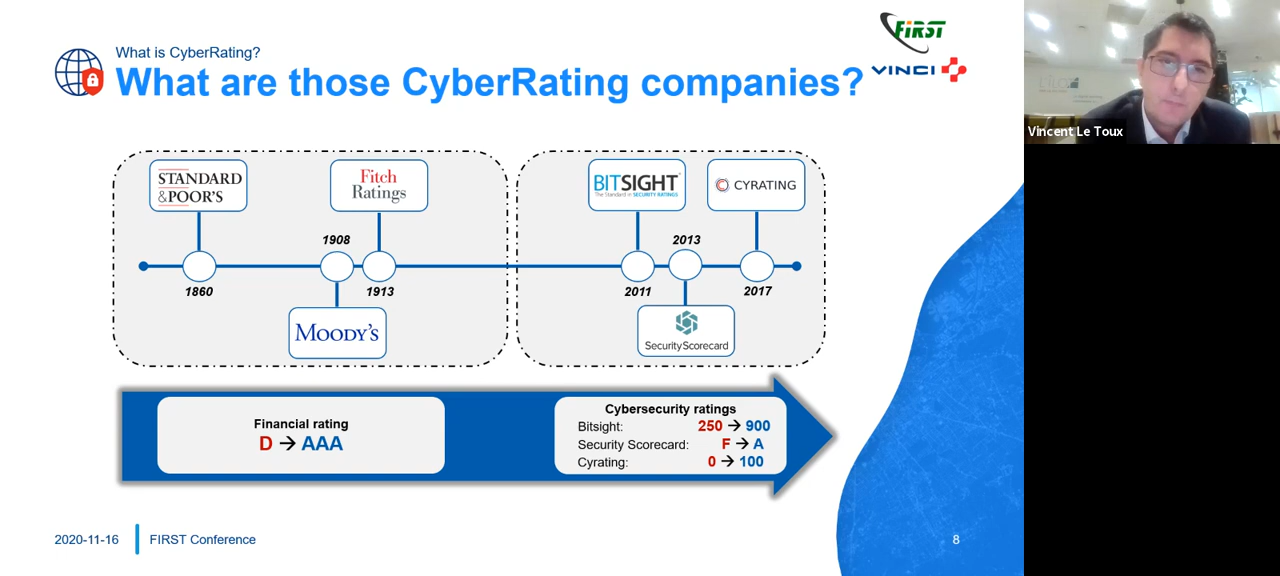 What is CyberRating?
What are those CyberRating companies?
FIRST
VINCI
Vincent Le Toux
STANDARD
&POOR'S
Fitch
Ratings
BITSIGHT
The Standard in SECURITY RATINGS
CYRATING
1908
2013
1860
1913
2011
2017
MOODY'S
SecurityScorecard
Financial rating
D → AAA
Cybersecurity ratings
Bitsight: 250 → 900
Security Scorecard: F → A
Cyrating: 0 → 100
2020-11-16
FIRST Conference
8